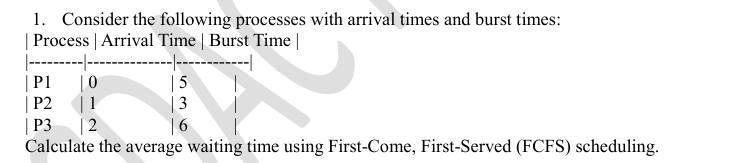 1. Consider the following processes with arrival times and burst times:
| Process | Arrival Time | Burst Time |
|---------|--------------|------------|
| P1 | 0 | 5 |
| P2 | 1 | 3 |
| P3 | 2 | 6 |
Calculate the average waiting time using First-Come, First-Served (FCFS) scheduling.